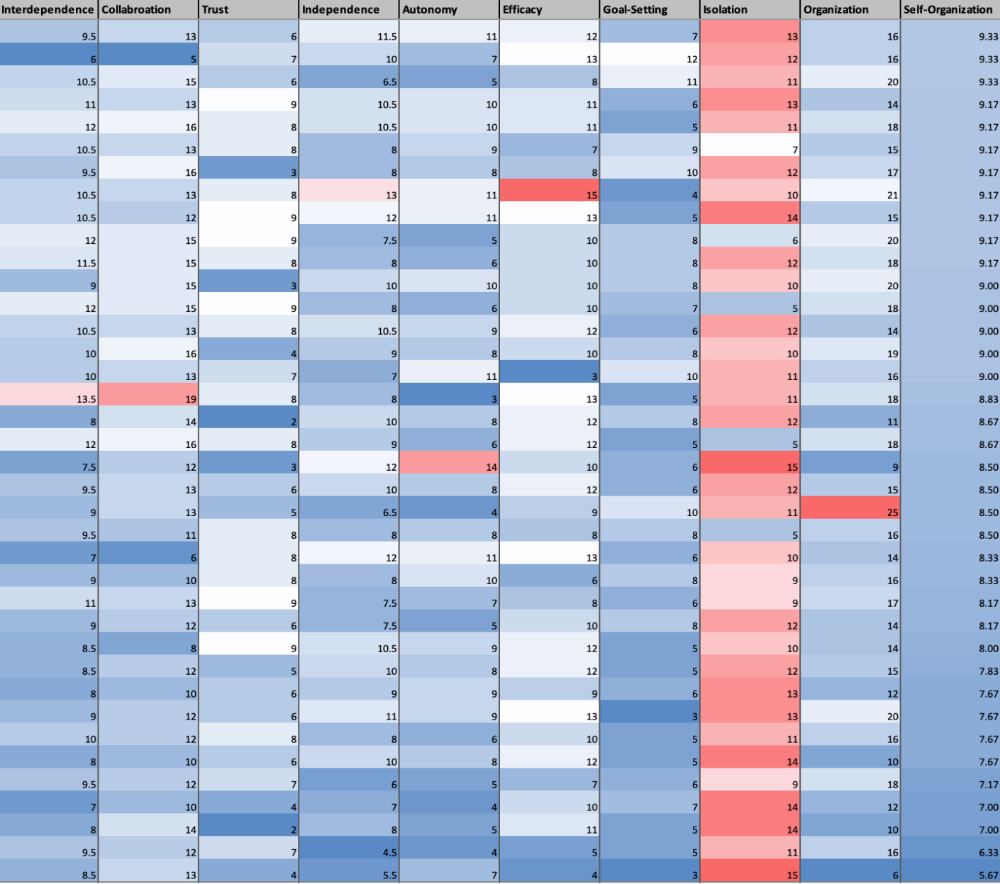 Interdependence Collabroation Trust Independence Autonomy Efficacy Goal-Setting Isolation Organization Self-Organization
9.5 13 6 11.5 11 12 7 13 16 9.33
6 5 7 10 7 13 12 12 16 9.33
10.5 15 6 6.5 5 8 11 11 20 9.33
11 13 9 10.5 10 11 6 13 14 9.17
12 16 8 10.5 10 11 5 11 18 9.17
10.5 13 8 8 9 7 9 7 15 9.17
9.5 16 3 8 8 8 10 12 17 9.17
10.5 13 8 13 11 15 4 10 21 9.17
10.5 12 9 12 11 13 5 14 15 9.17
12 15 9 7.5 5 10 8 6 20 9.17
11.5 15 8 8 6 10 8 12 18 9.17
9 15 3 10 10 10 8 10 20 9.00
12 15 9 8 6 10 7 5 18 9.00
10.5 13 8 10.5 9 12 6 12 14 9.00
10 16 4 9 8 10 8 10 19 9.00
10 13 7 7 11 3 10 11 16 9.00
13.5 19 8 8 3 13 5 11 18 8.83
8 14 2 10 8 12 8 12 11 8.67
12 16 8 9 6 12 5 5 18 8.67
7.5 12 3 12 14 10 6 15 9 8.50
9.5 13 6 10 8 12 6 12 15 8.50
9 13 5 6.5 4 9 10 11 25 8.50
9.5 11 8 8 8 8 8 5 16 8.50
7 6 8 12 11 13 6 10 14 8.33
9 10 8 8 10 6 8 9 16 8.33
11 13 9 7.5 7 8 6 9 17 8.17
9 12 6 7.5 5 10 8 12 14 8.17
8.5 8 9 10.5 9 12 5 10 14 8.00
8.5 12 5 10 8 12 5 12 15 7.83
8 10 6 9 9 9 6 13 12 7.67
9 12 6 11 9 13 3 13 20 7.67
10 12 8 8 6 10 5 11 16 7.67
8 10 6 10 8 12 5 14 10 7.67
9.5 12 7 6 5 7 6 9 18 7.17
7 10 4 7 4 10 7 14 12 7.00
8 14 2 8 5 11 5 14 10 7.00
9.5 12 7 4.5 4 5 5 11 16 6.33
8.5 13 4 5.5 7 4 3 15 6 5.67